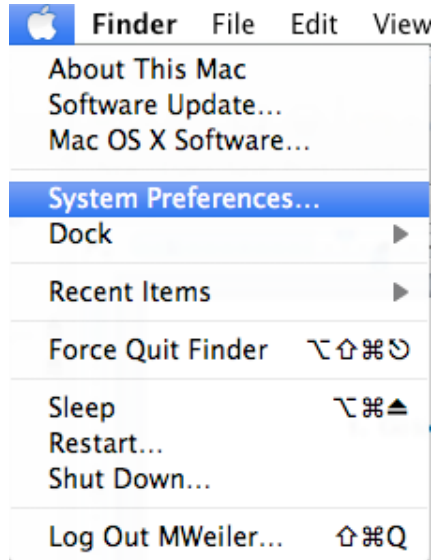 Finder File Edit View
About This Mac
Software Update...
Mac OS X Software...
System Preferences...
Dock
Recent Items
Force Quit Finder ⌥⇧⌘⎋
Sleep ⌥⌘⏏
Restart...
Shut Down...
Log Out MWeiler... ⇧⌘Q